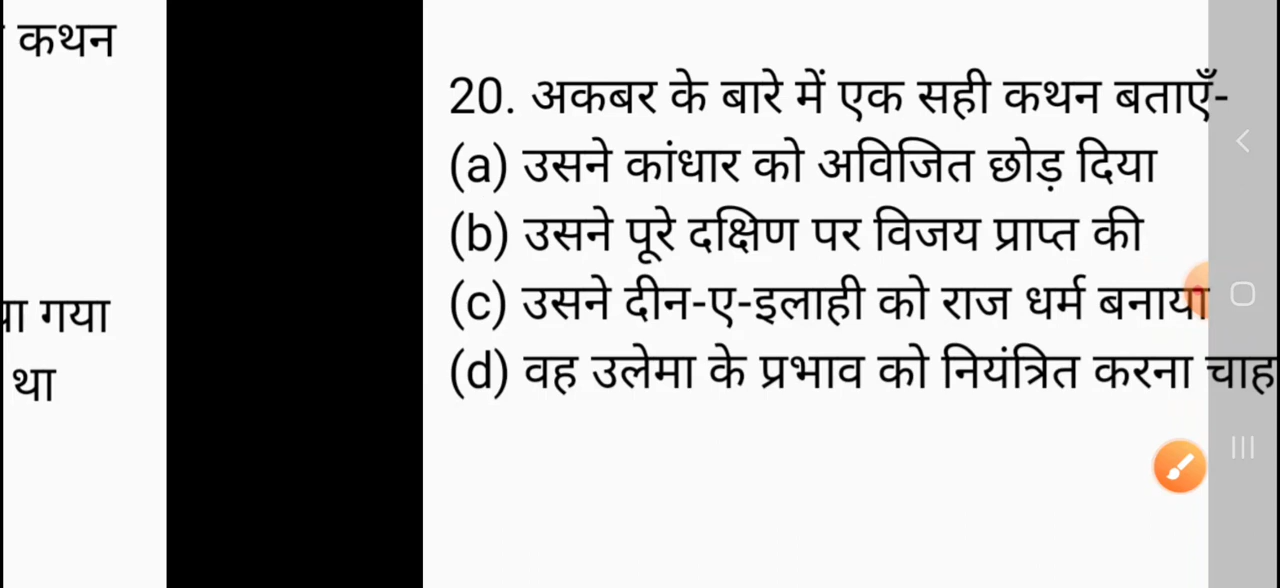 कथन
गया
था
20. अकबर के बारे में एक सही कथन बताएँ-
(a) उसने कांधार को अविजित छोड़ दिया
(b) उसने पूरे दक्षिण पर विजय प्राप्त की
(c) उसने दीन-ए-इलाही को राज धर्म बनाया
(d) वह उलेमा के प्रभाव को नियंत्रित करना चाह